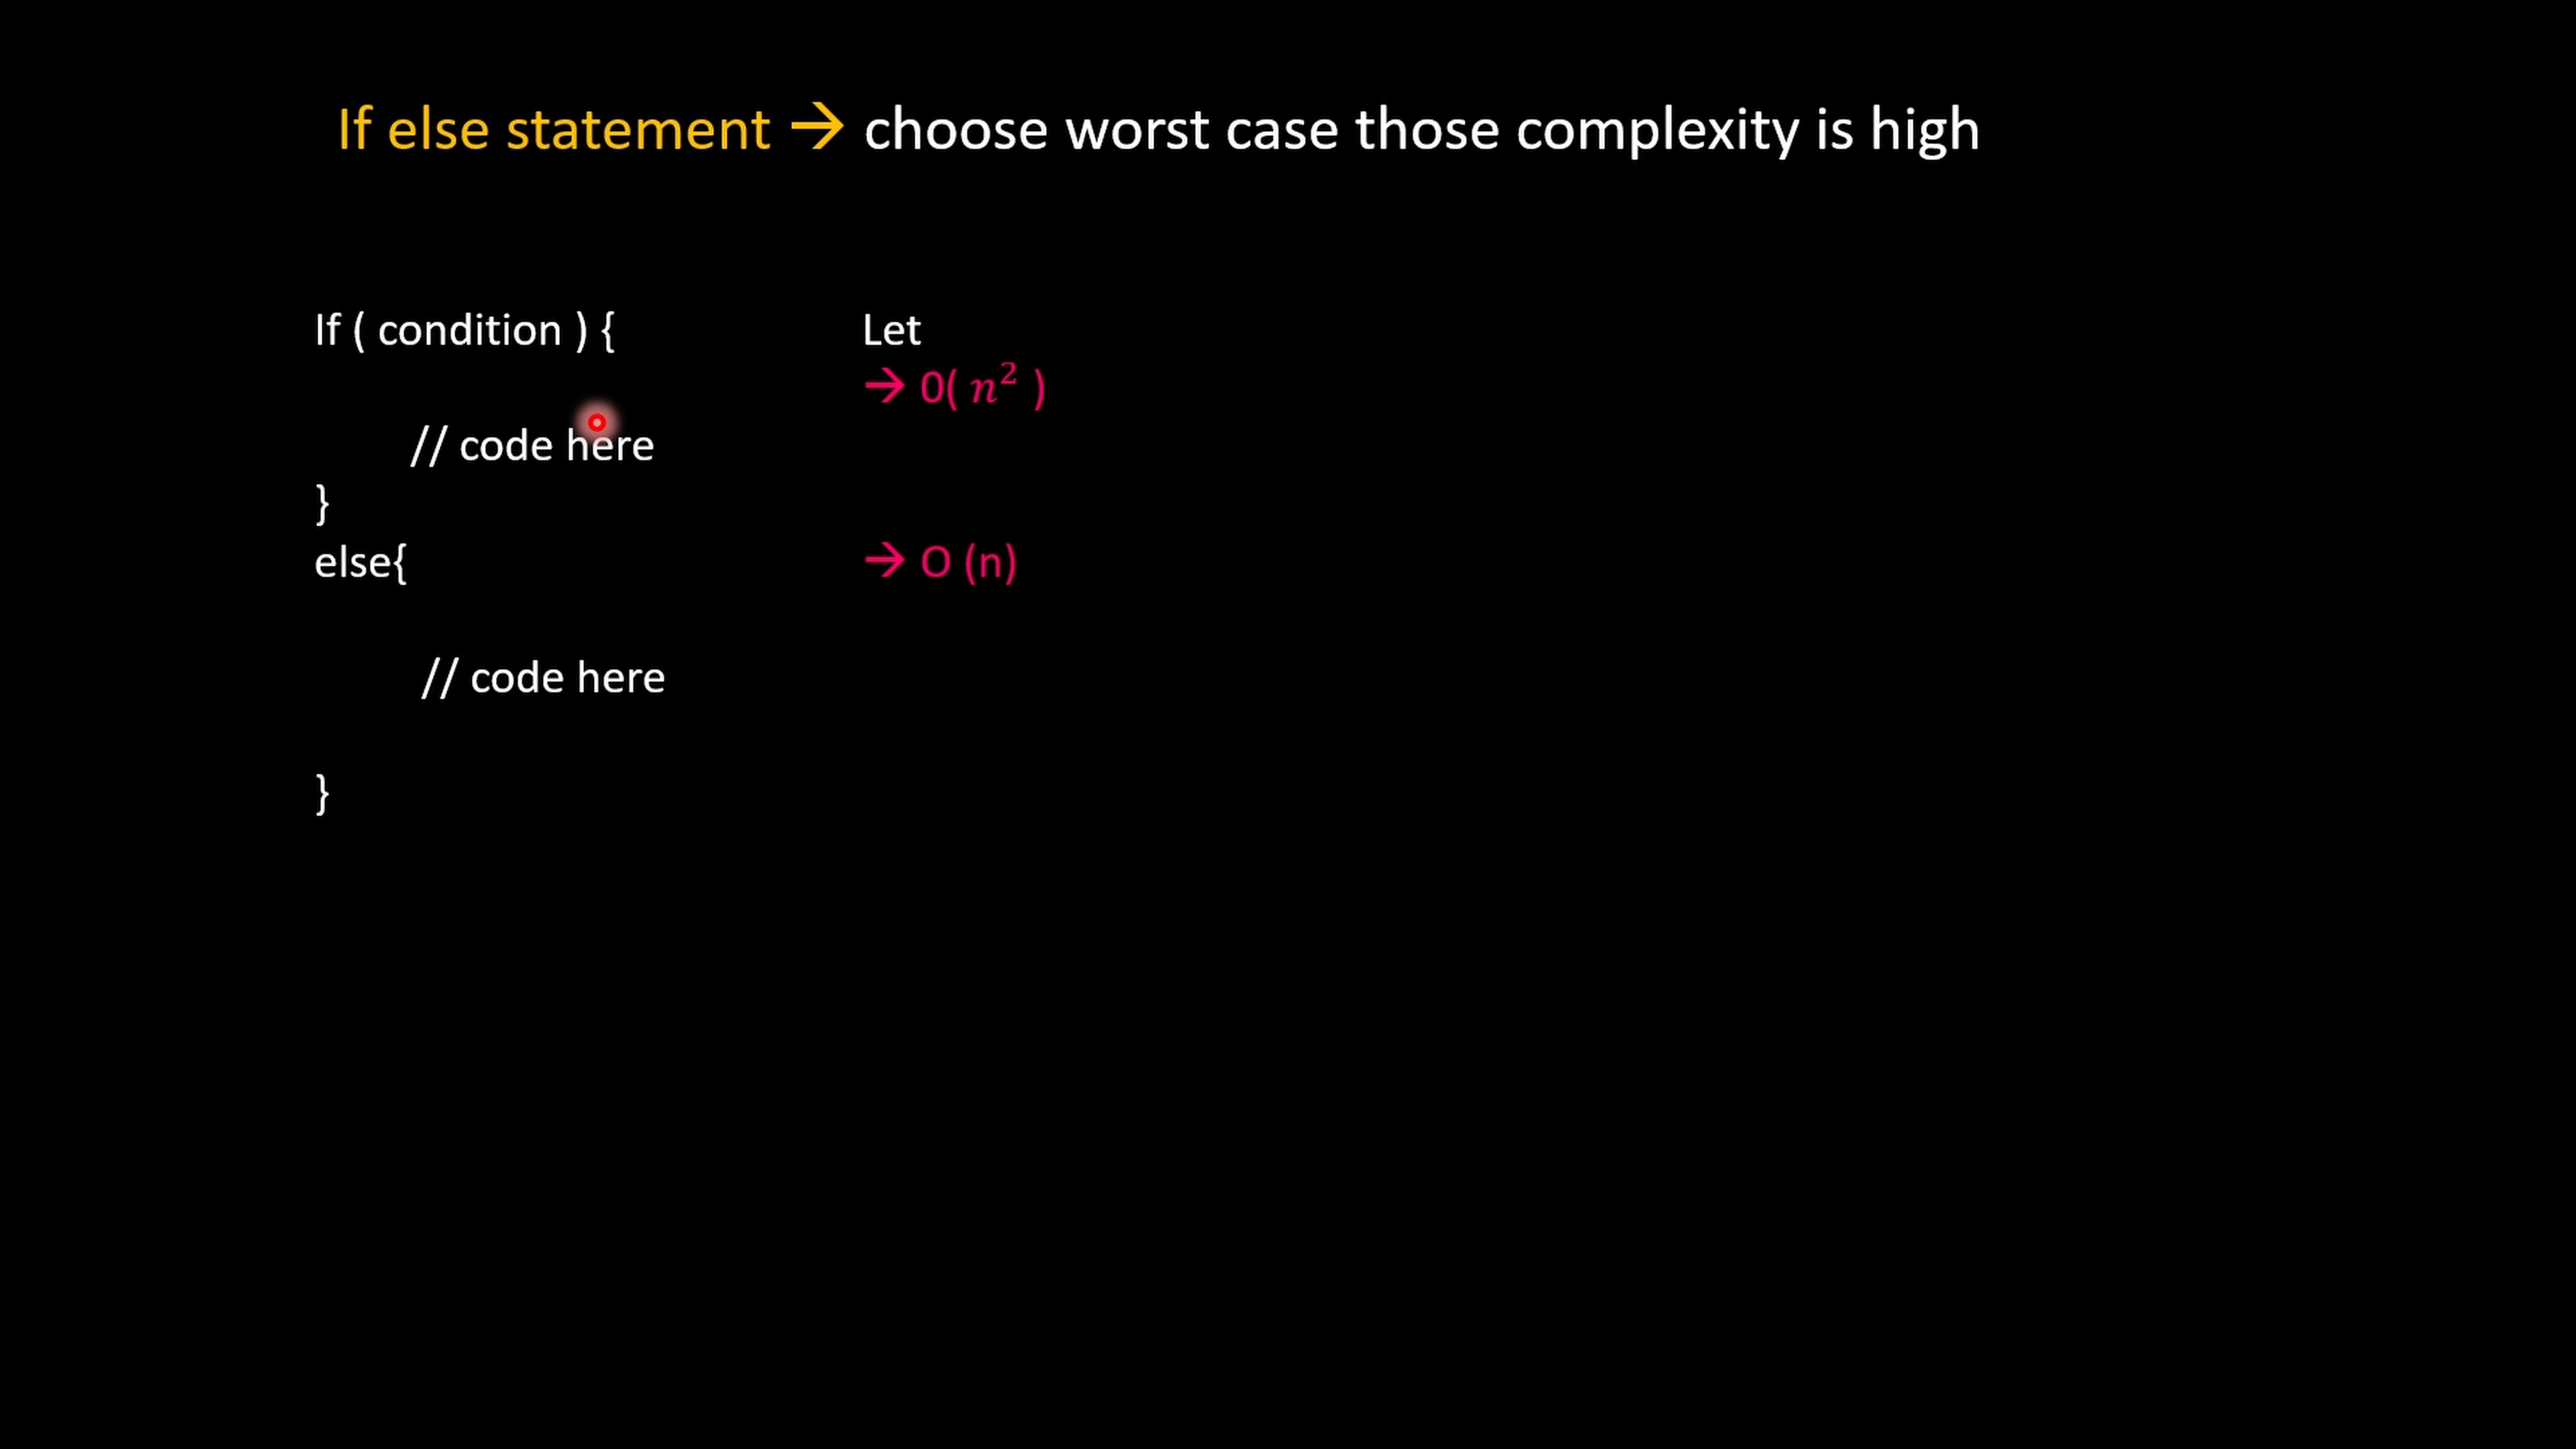 If else statement → choose worst case those complexity is high
If ( condition ) {
Let
→ 0( n² )
// code here
}
else{
→ O (n)
// code here
}